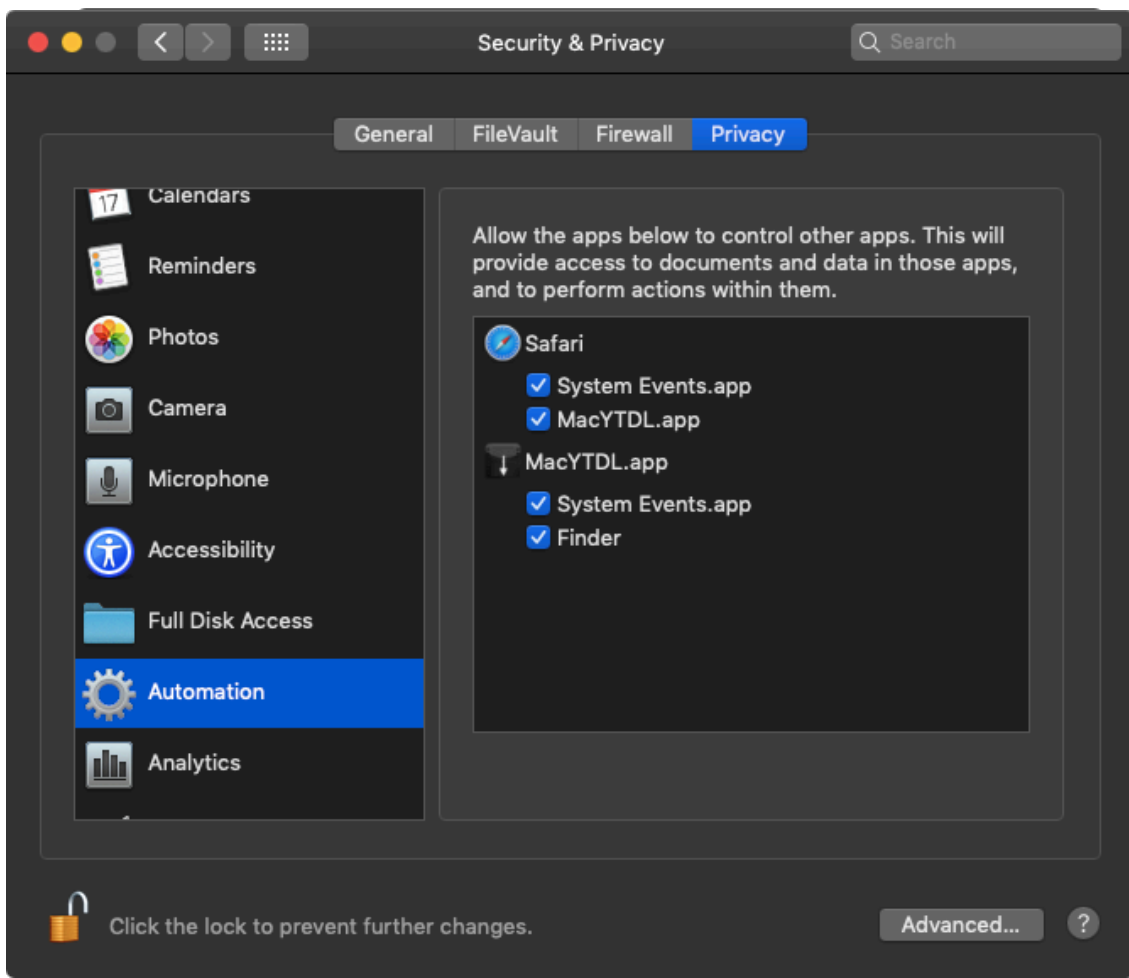 Security & Privacy
Search
General
FileVault
Firewall
Privacy
17
Calendars
Reminders
Photos
Camera
Microphone
Accessibility
Full Disk Access
Automation
Analytics
Allow the apps below to control other apps. This will
provide access to documents and data in those apps,
and to perform actions within them.
Safari
System Events.app
MacYTDL.app
MacYTDL.app
System Events.app
Finder
Click the lock to prevent further changes.
Advanced...
?